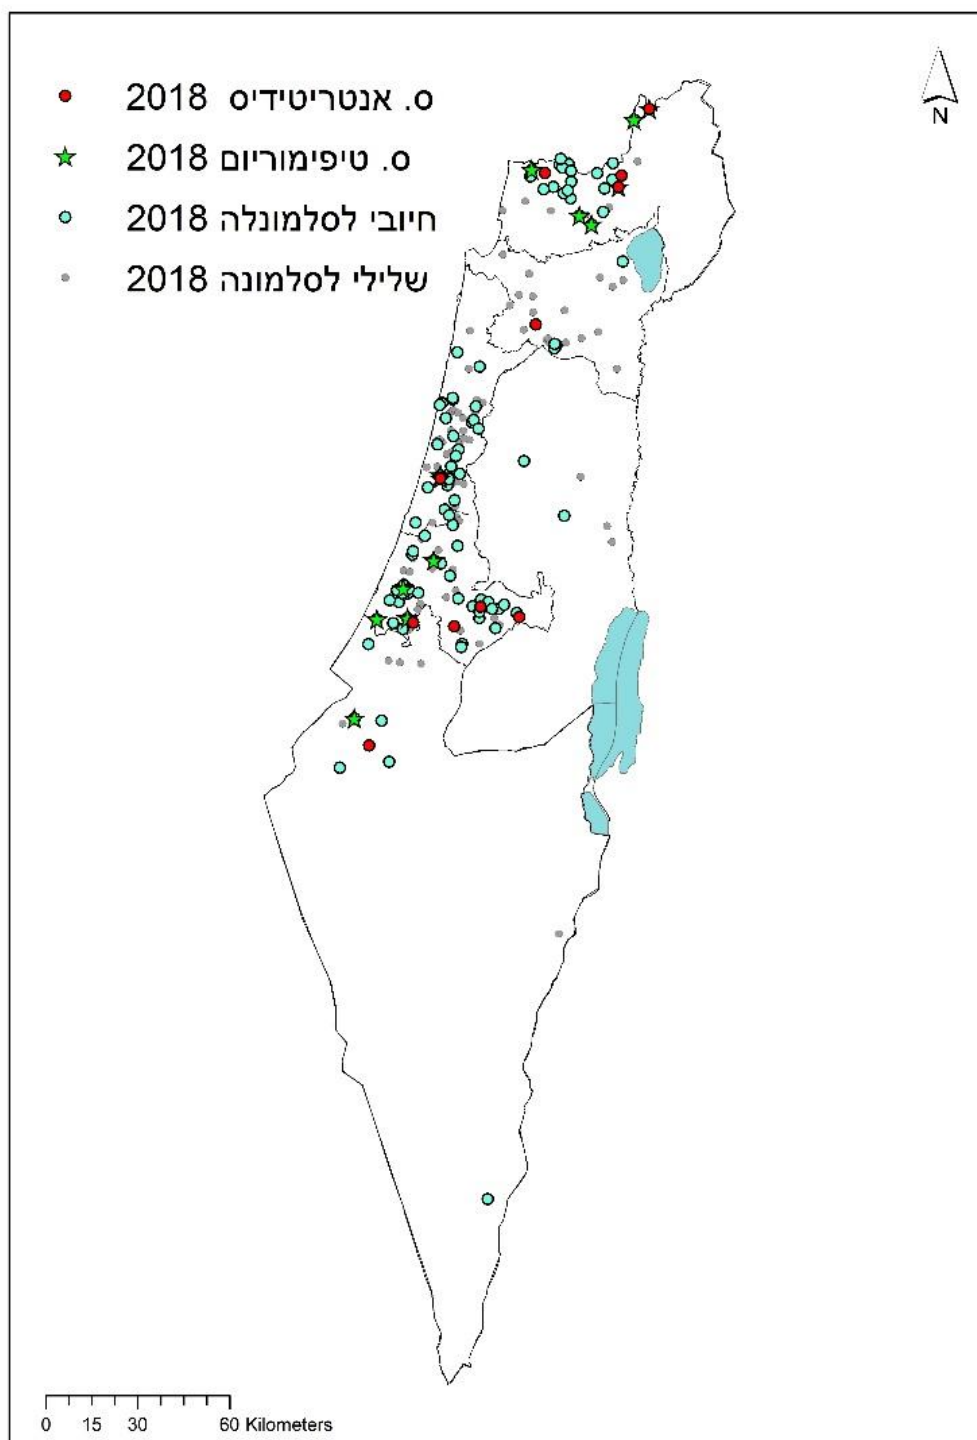 ס. אנטריטידיס 2018
ס. טיפימוריום 2018
חיובי לסלמונלה 2018
שלילי לסלמונה 2018
N
0 15 30 60 Kilometers